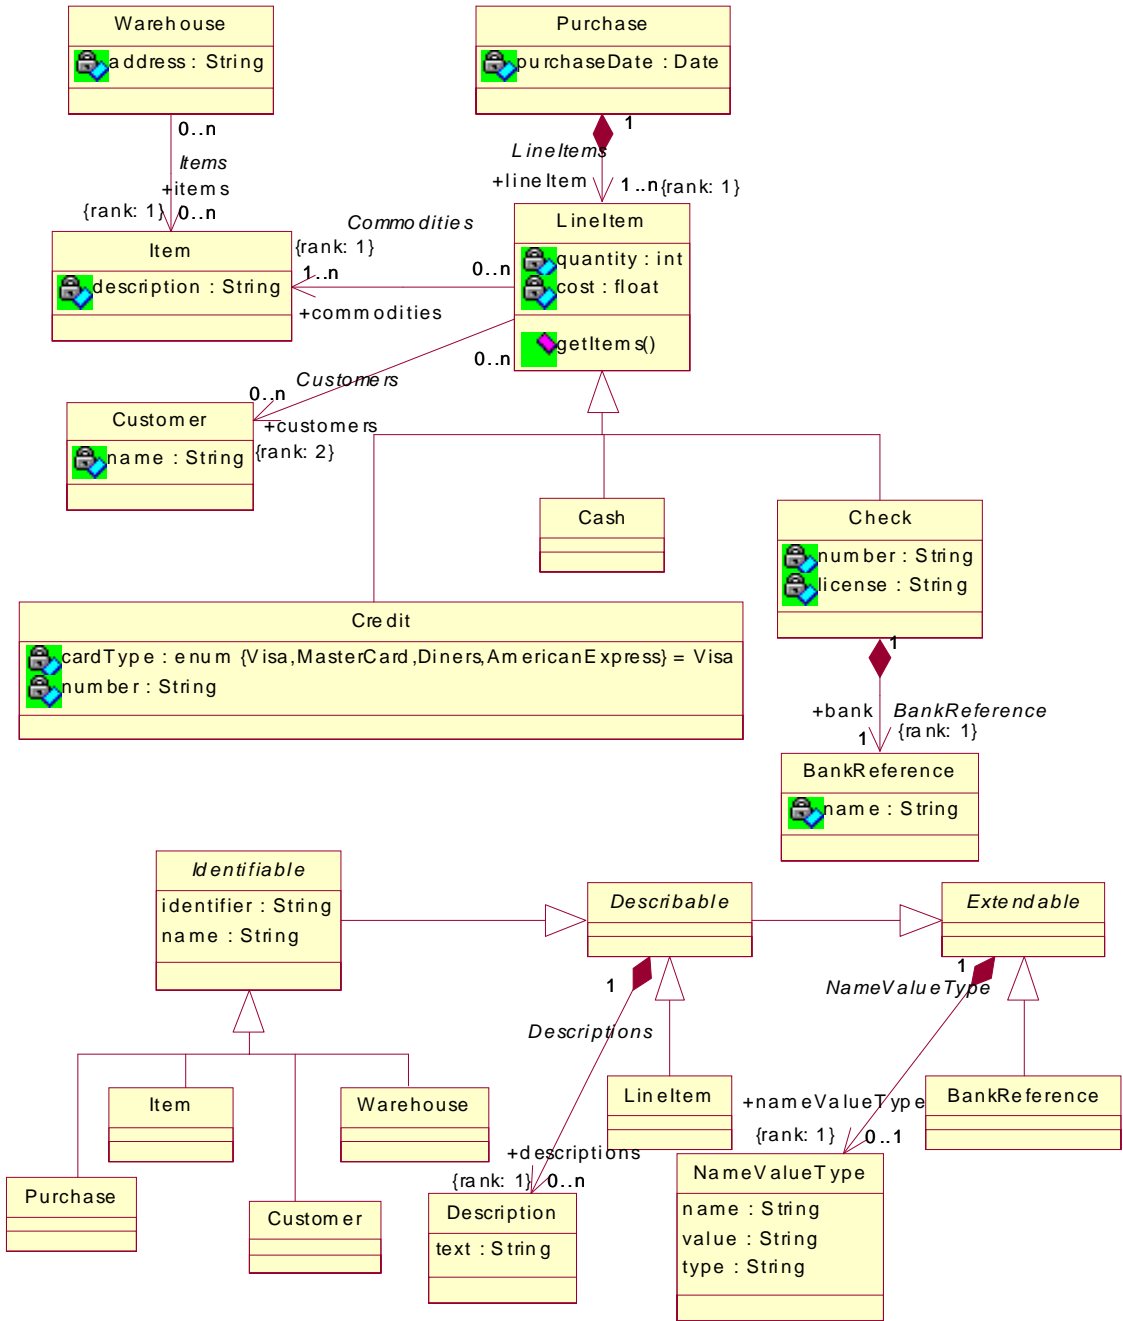 Warehouse
address : String
Purchase
purchaseDate : Date
0..n
Items
+items
{rank: 1}
0..n
1
LineItems
+lineItem
1..n
{rank: 1}
Item
description : String
Commodities
{rank: 1}
1..n
0..n
+commodities
LineItem
quantity : int
cost : float
getItems()
0..n
Customers
0..n
+customers
{rank: 2}
Customer
name : String
Cash
Check
number : String
license : String
Credit
cardType : enum {Visa,MasterCard,Diners,AmericanExpress} = Visa
number : String
1
+bank
BankReference
1
{rank: 1}
BankReference
name : String
Identifiable
identifier : String
name : String
Describable
Extendable
1
Descriptions
1
NameValueType
Item
Warehouse
LineItem
BankReference
+nameValueType
{rank: 1}
0..1
+descriptions
{rank: 1}
0..n
Purchase
Customer
Description
text : String
NameValueType
name : String
value : String
type : String